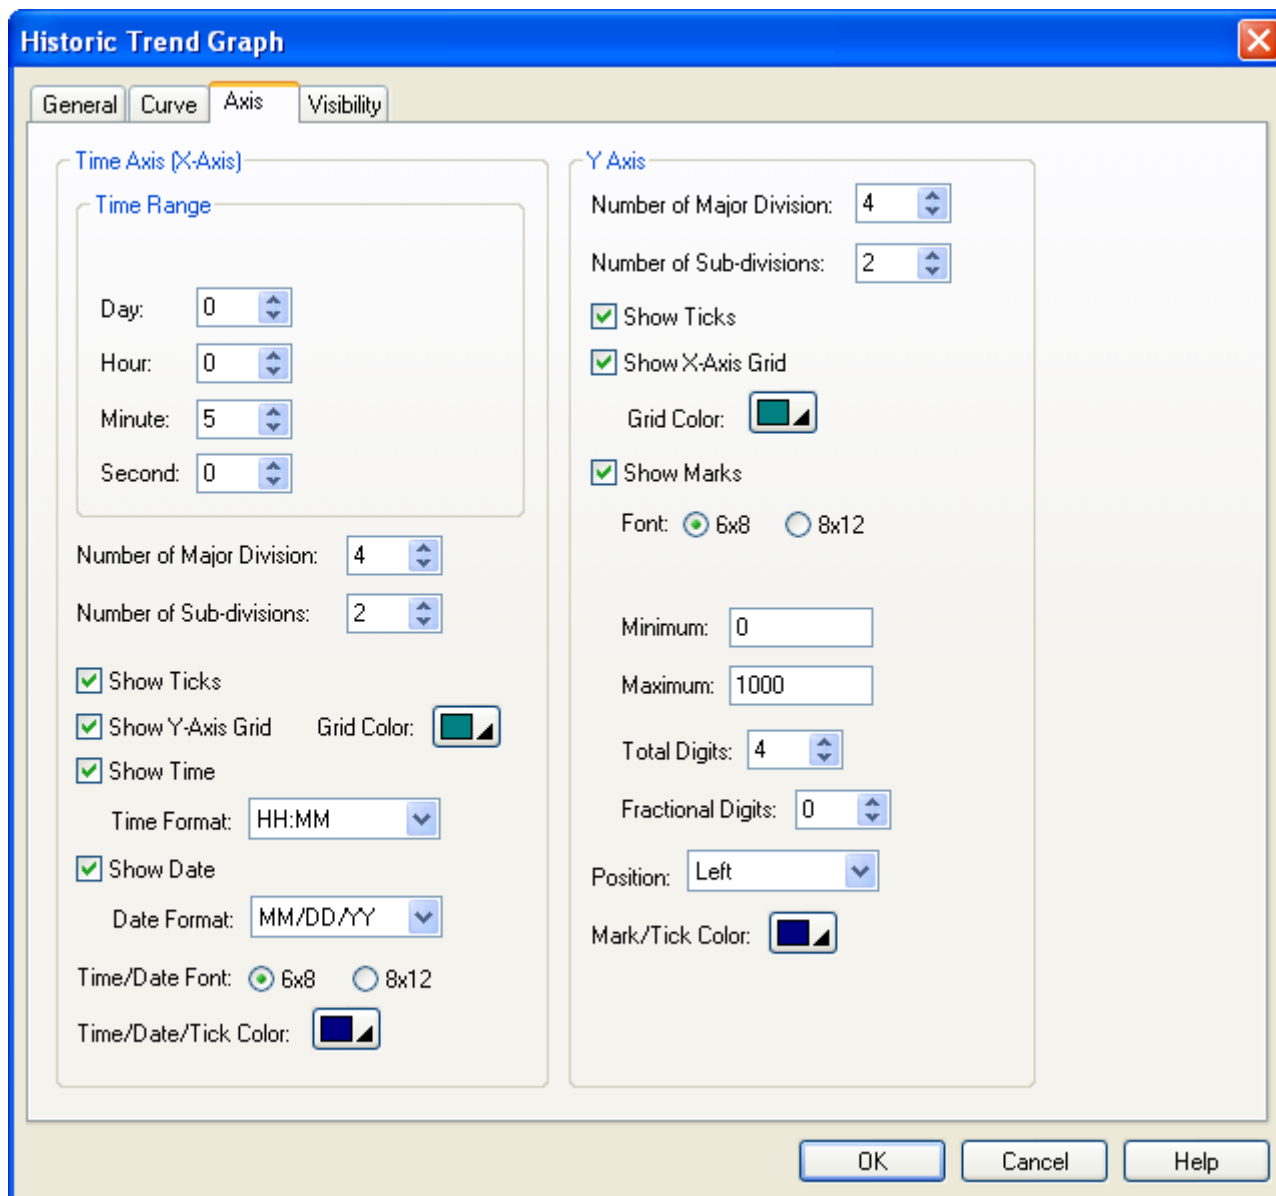 Historic Trend Graph
General Curve Axis Visibility
Time Axis (X-Axis)
Time Range
Day: 0
Hour: 0
Minute: 5
Second: 0
Number of Major Division: 4
Number of Sub-divisions: 2
Show Ticks
Show Y-Axis Grid Grid Color:
Show Time
Time Format: HH:MM
Show Date
Date Format: MM/DD/YY
Time/Date Font: 6x8 8x12
Time/Date/Tick Color:
Y Axis
Number of Major Division: 4
Number of Sub-divisions: 2
Show Ticks
Show X-Axis Grid
Grid Color:
Show Marks
Font: 6x8 8x12
Minimum: 0
Maximum: 1000
Total Digits: 4
Fractional Digits: 0
Position: Left
Mark/Tick Color:
OK Cancel Help